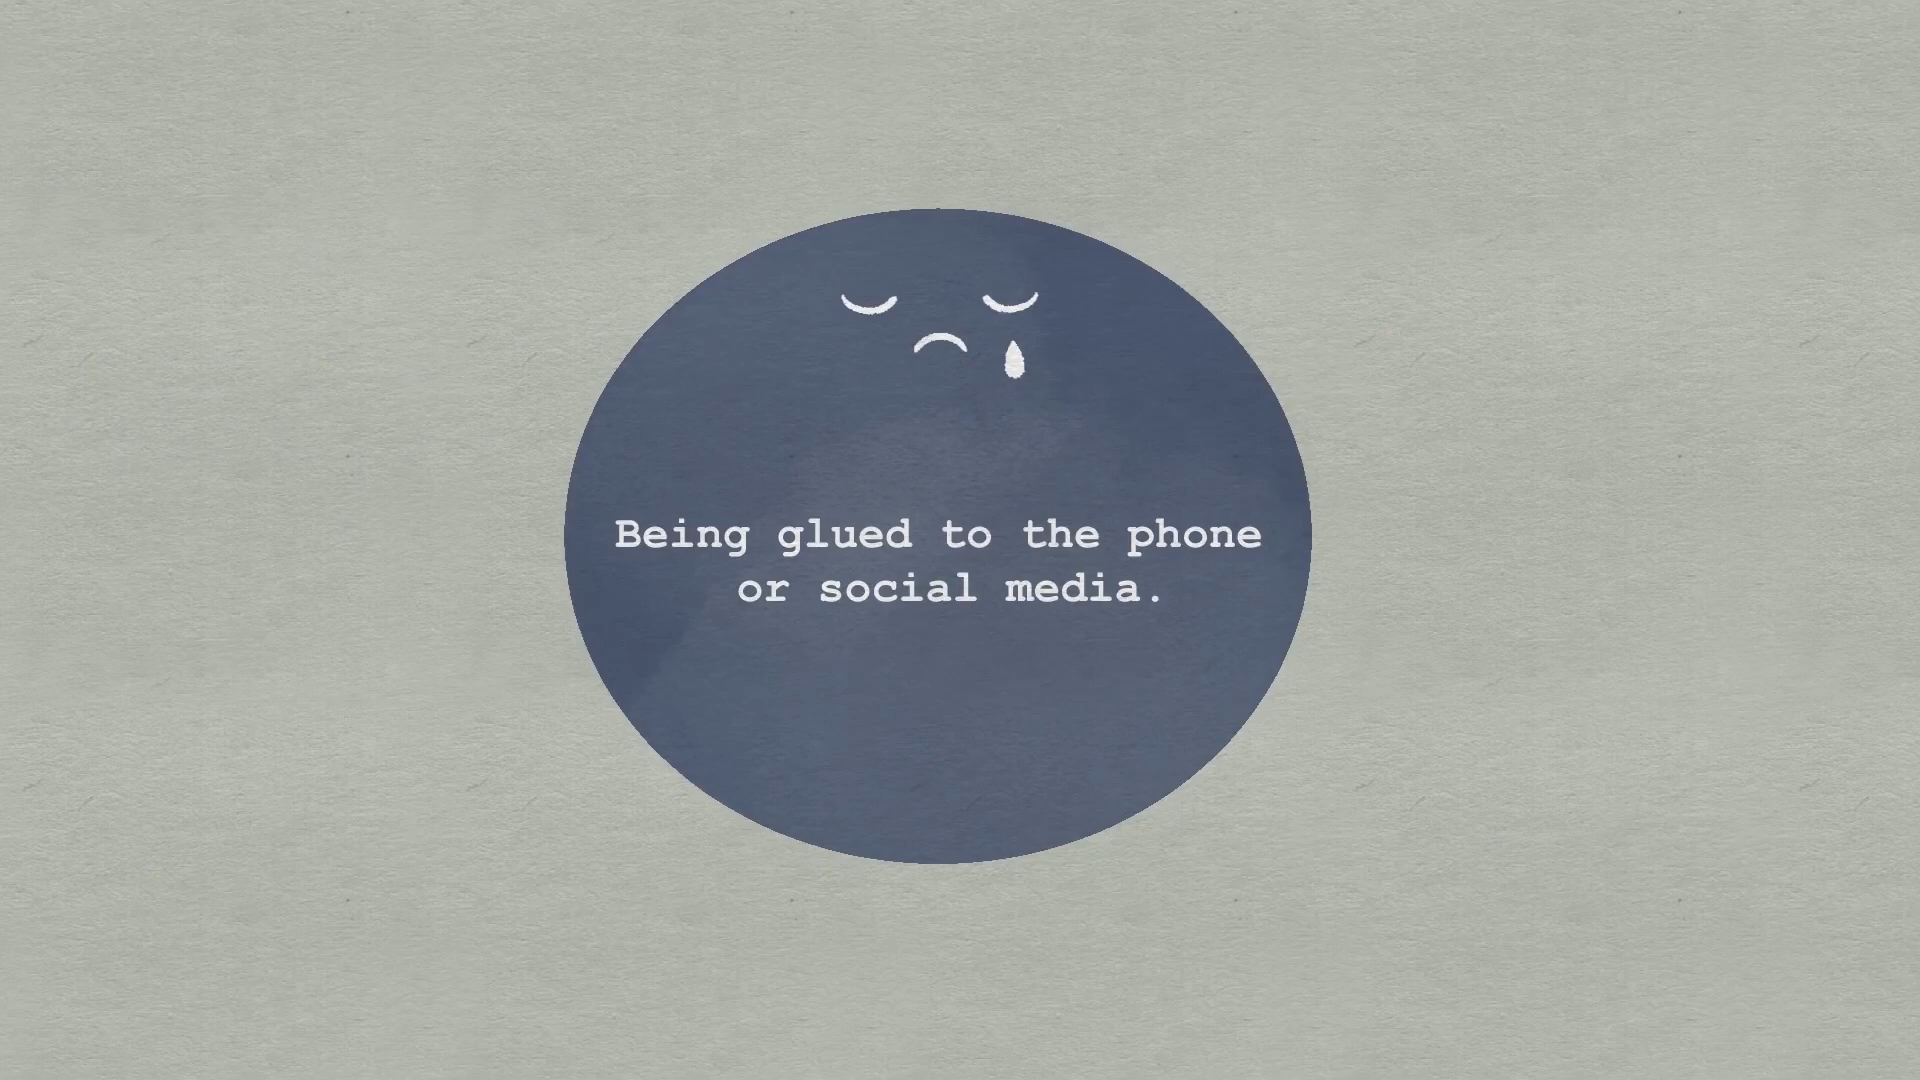 Being glued to the phone
or social media.